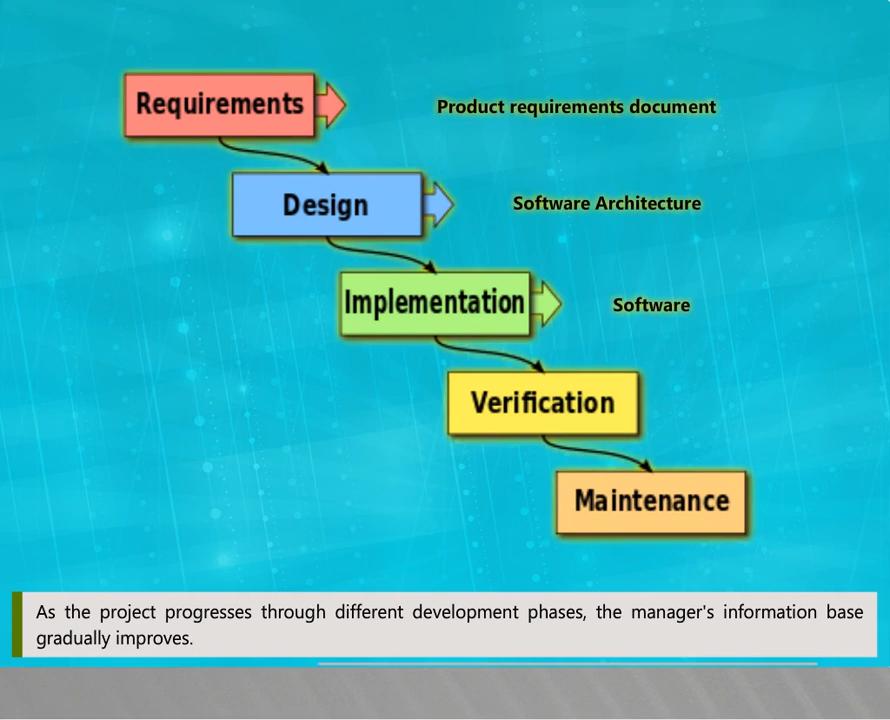 Requirements
Product requirements document
Design
Software Architecture
Implementation
Software
Verification
Maintenance
As the project progresses through different development phases, the manager's information base
gradually improves.